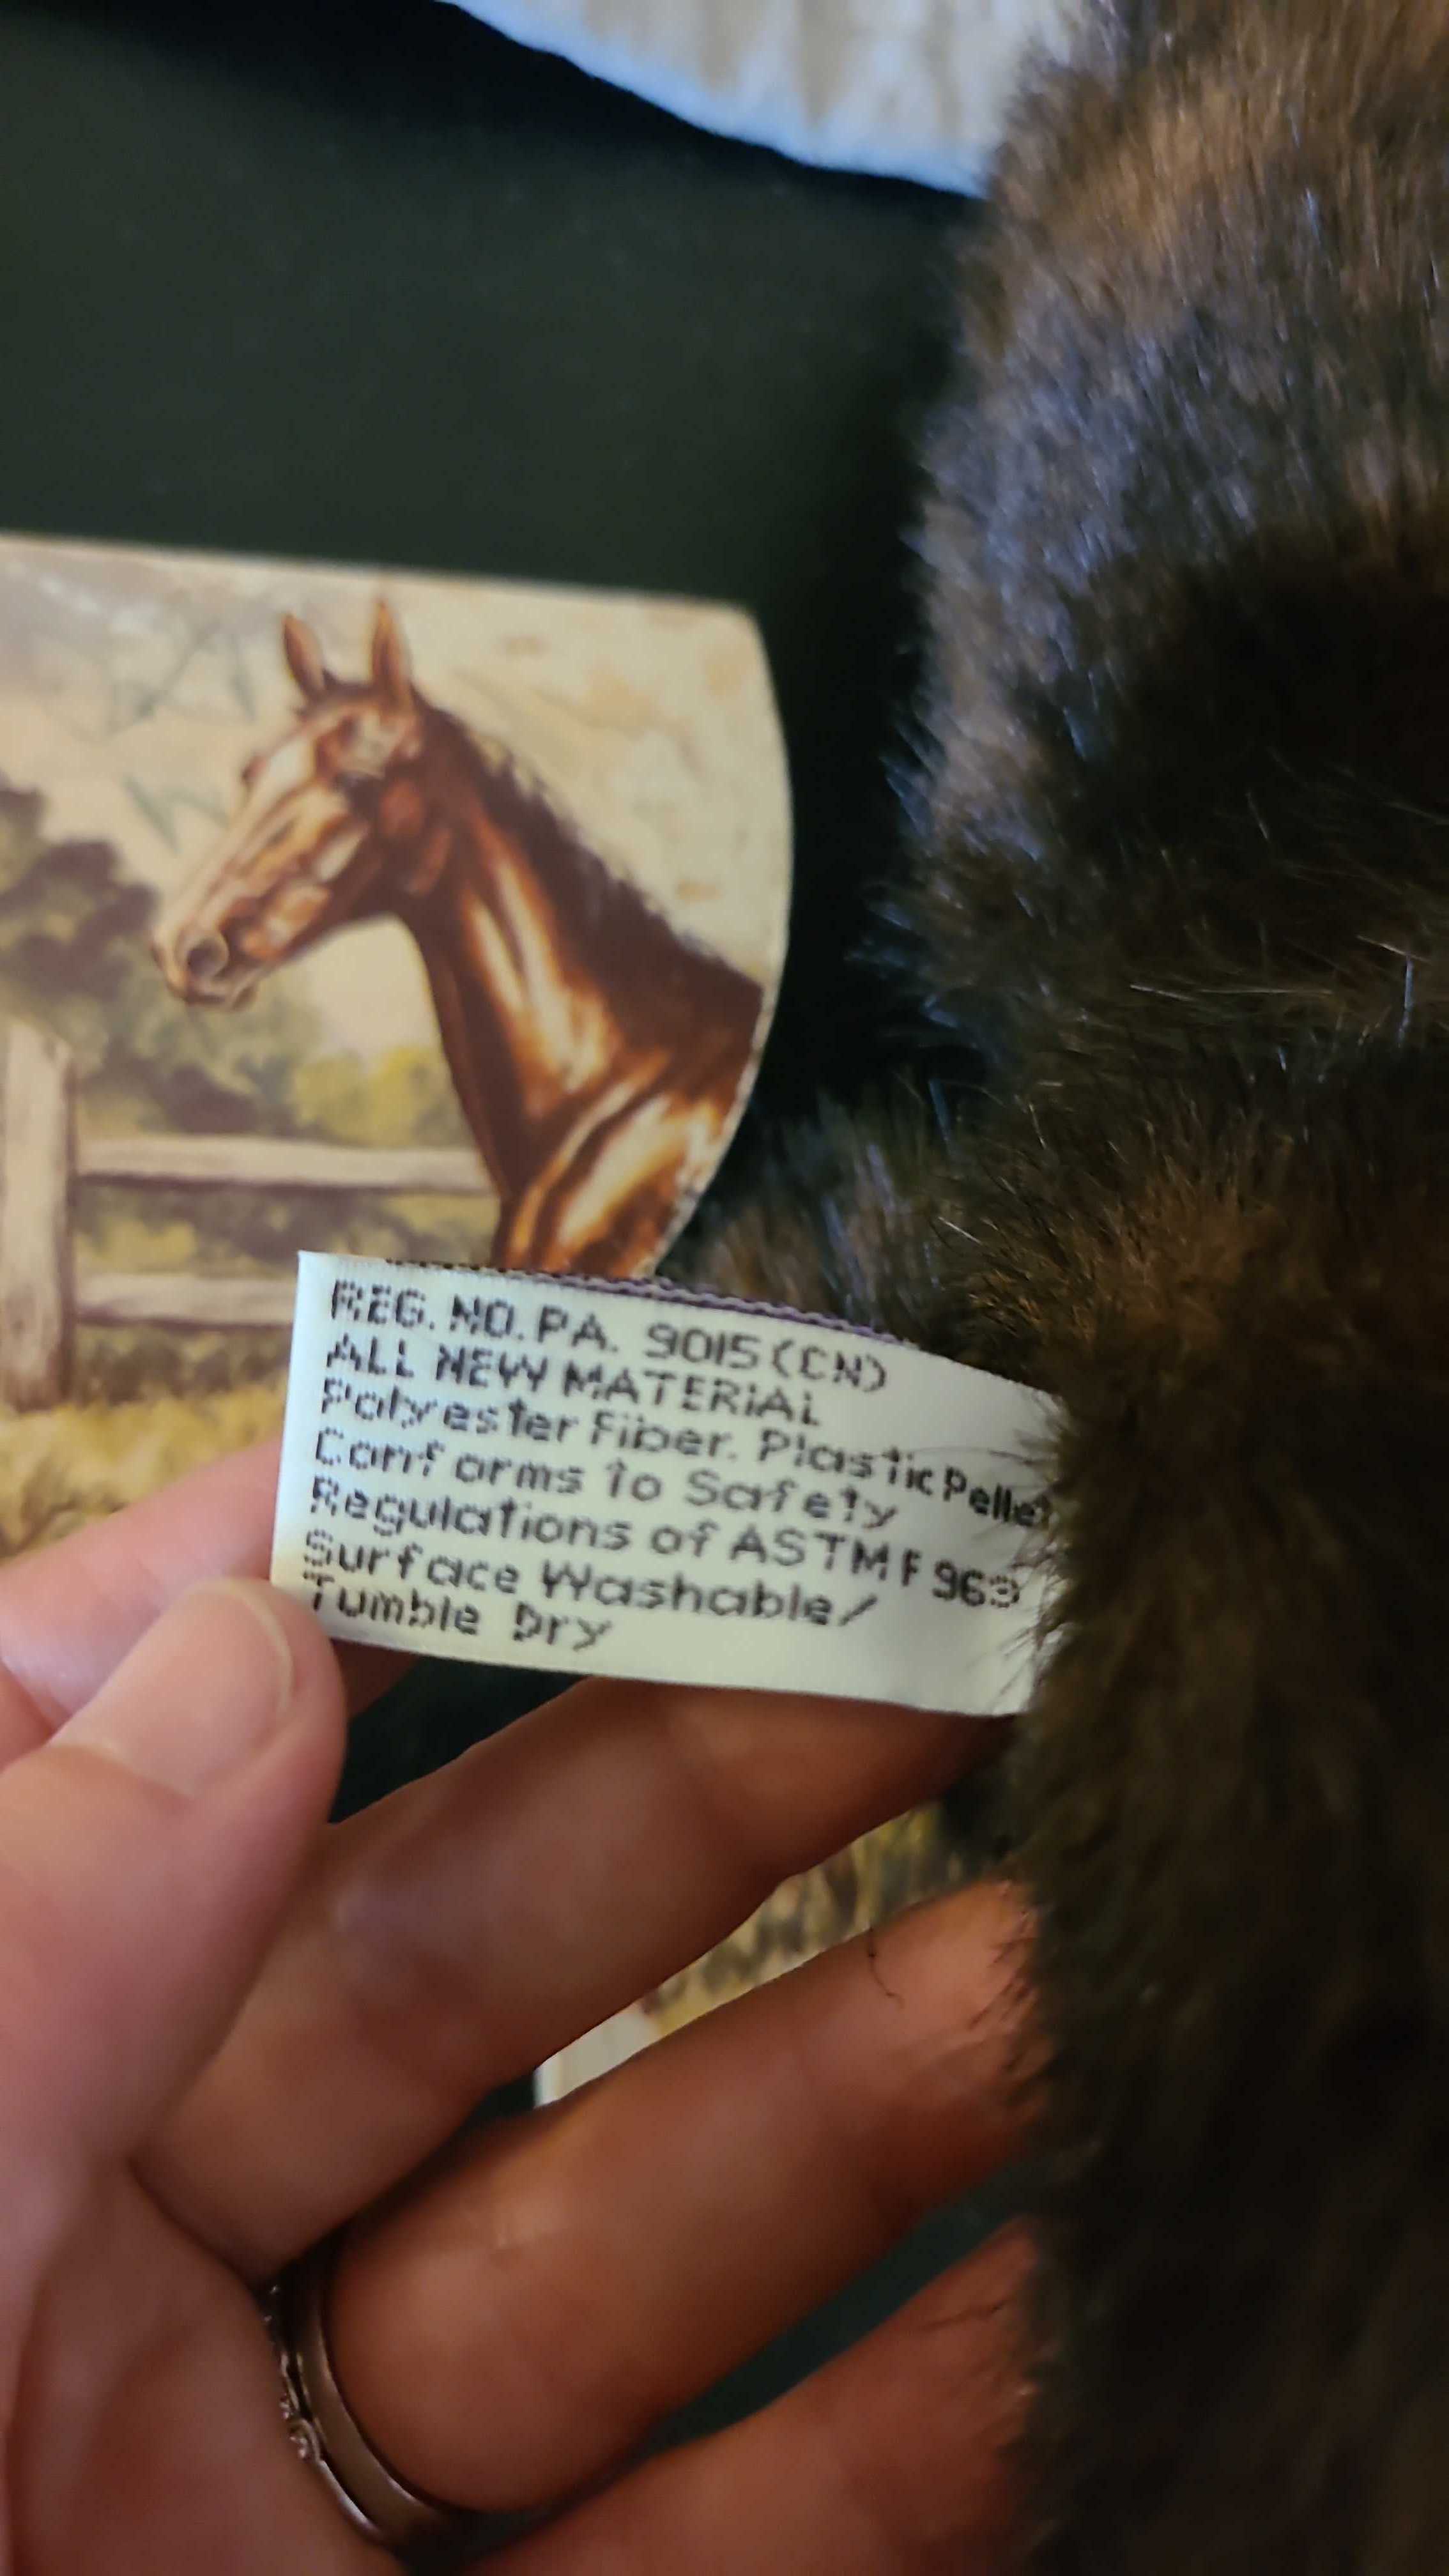 REG. NO. PA. 9015 (CN)
ALL NEW MATERIAL
Polyester Fiber. Plastic Pellet
Conforms to Safety
Regulations of ASTM F 963
Surface Washable/
Tumble Dry